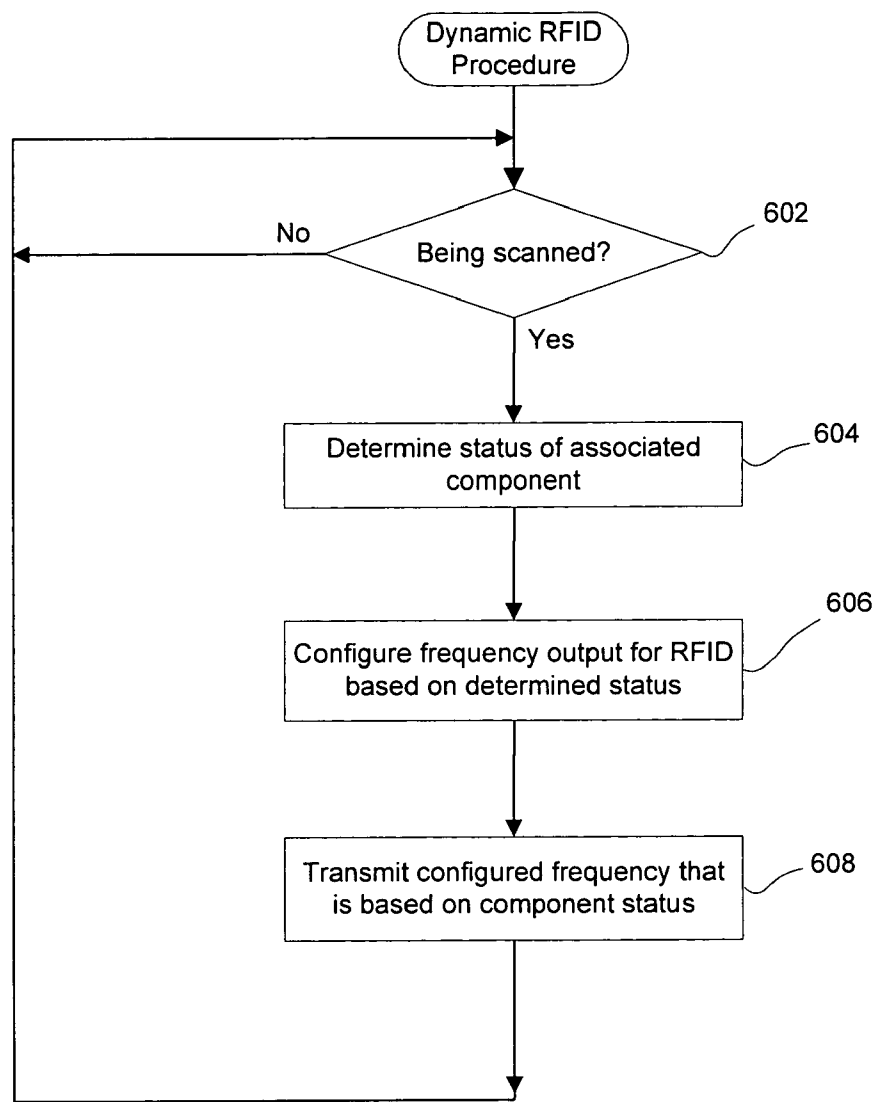 Dynamic RFID
Procedure
602
No
Being scanned?
Yes
604
Determine status of associated
component
606
Configure frequency output for RFID
based on determined status
608
Transmit configured frequency that
is based on component status